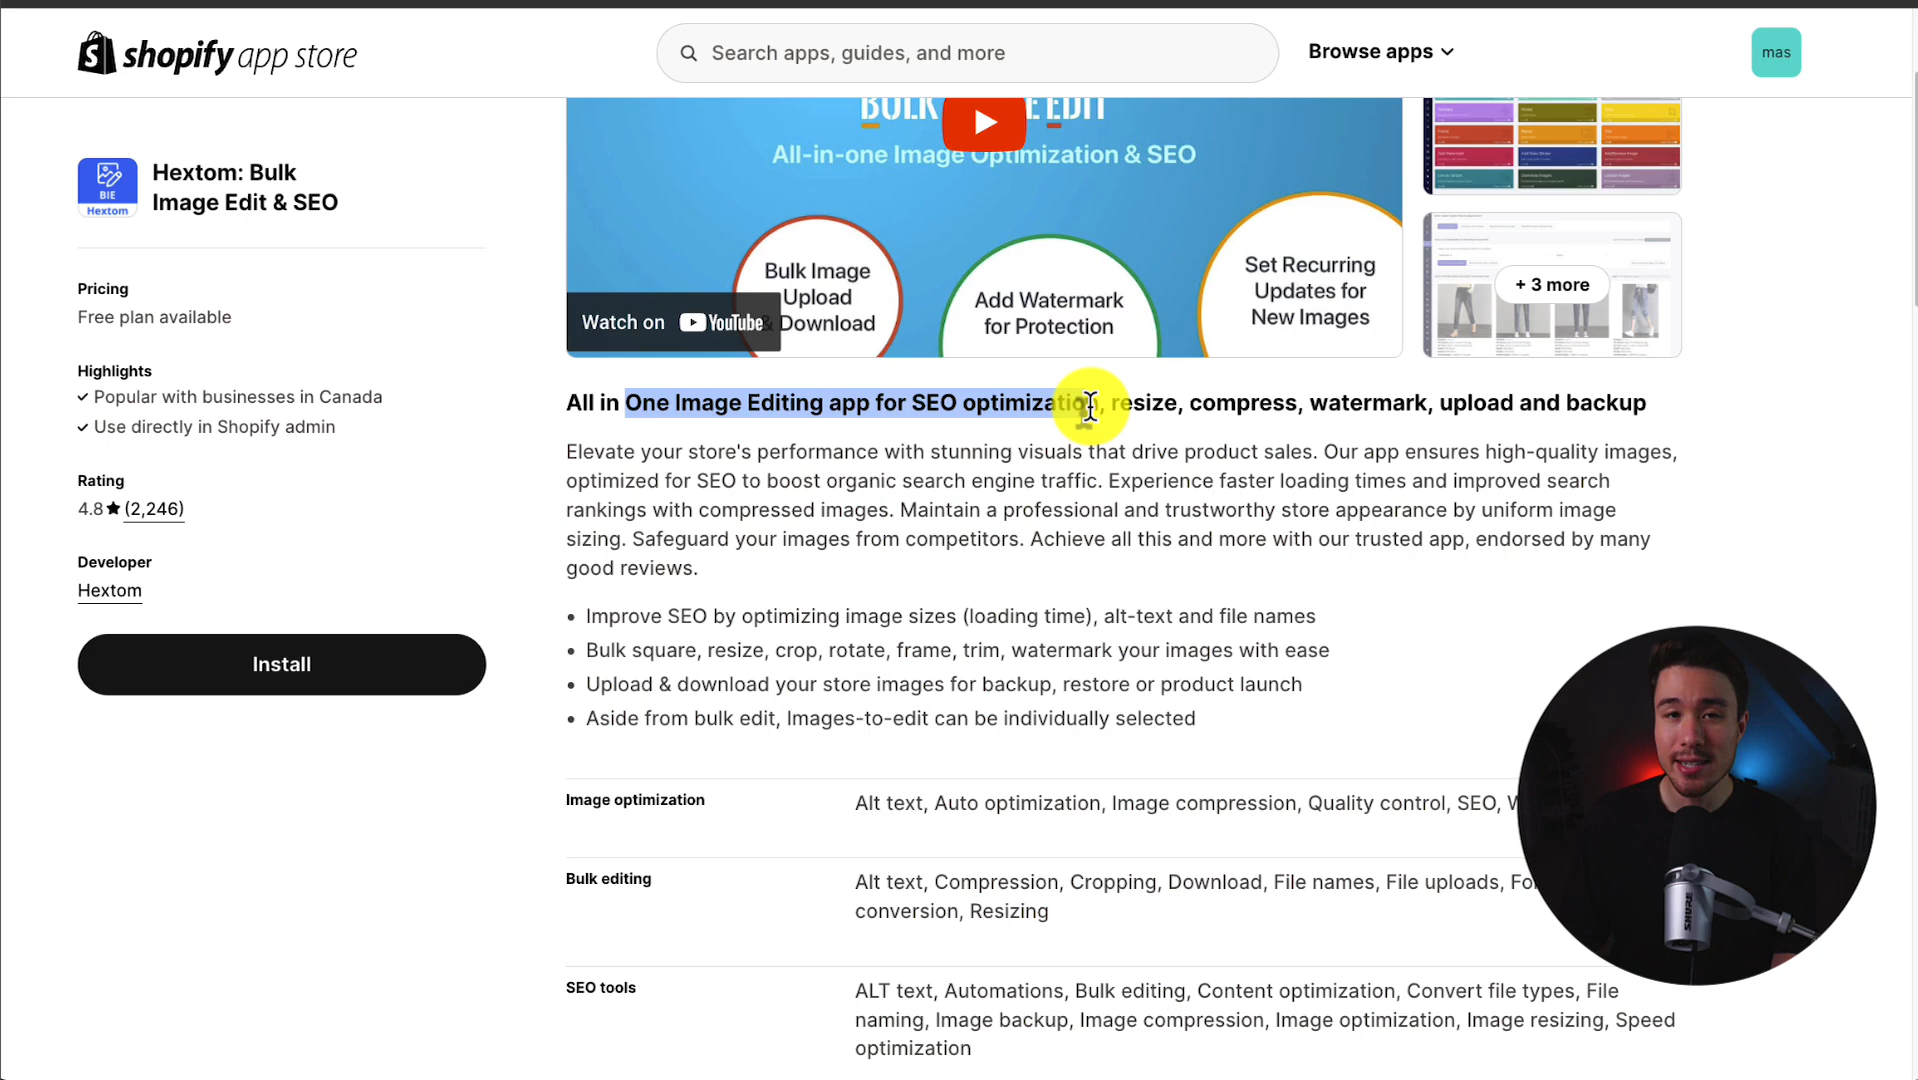 shopify app store
Search apps, guides, and more
Browse apps
mas
Hextom: Bulk
Image Edit & SEO
BIE
Hextom
Pricing
Free plan available
Highlights
Popular with businesses in Canada
Use directly in Shopify admin
Rating
4.8★ (2,246)
Developer
Hextom
Install
BULK EDIT
All-in-one Image Optimization & SEO
Bulk Image
Upload
& Download
Add Watermark
for Protection
Set Recurring
Updates for
New Images
Watch on YouTube
+ 3 more
All in One Image Editing app for SEO optimization, resize, compress, watermark, upload and backup
Elevate your store's performance with stunning visuals that drive product sales. Our app ensures high-quality images,
optimized for SEO to boost organic search engine traffic. Experience faster loading times and improved search
rankings with compressed images. Maintain a professional and trustworthy store appearance by uniform image
sizing. Safeguard your images from competitors. Achieve all this and more with our trusted app, endorsed by many
good reviews.
• Improve SEO by optimizing image sizes (loading time), alt-text and file names
• Bulk square, resize, crop, rotate, frame, trim, watermark your images with ease
• Upload & download your store images for backup, restore or product launch
• Aside from bulk edit, Images-to-edit can be individually selected
Image optimization
Alt text, Auto optimization, Image compression, Quality control, SEO,
Bulk editing
Alt text, Compression, Cropping, Download, File names, File uploads,
conversion, Resizing
SEO tools
ALT text, Automations, Bulk editing, Content optimization, Convert file types, File
naming, Image backup, Image compression, Image optimization, Image resizing, Speed
optimization
SHURE